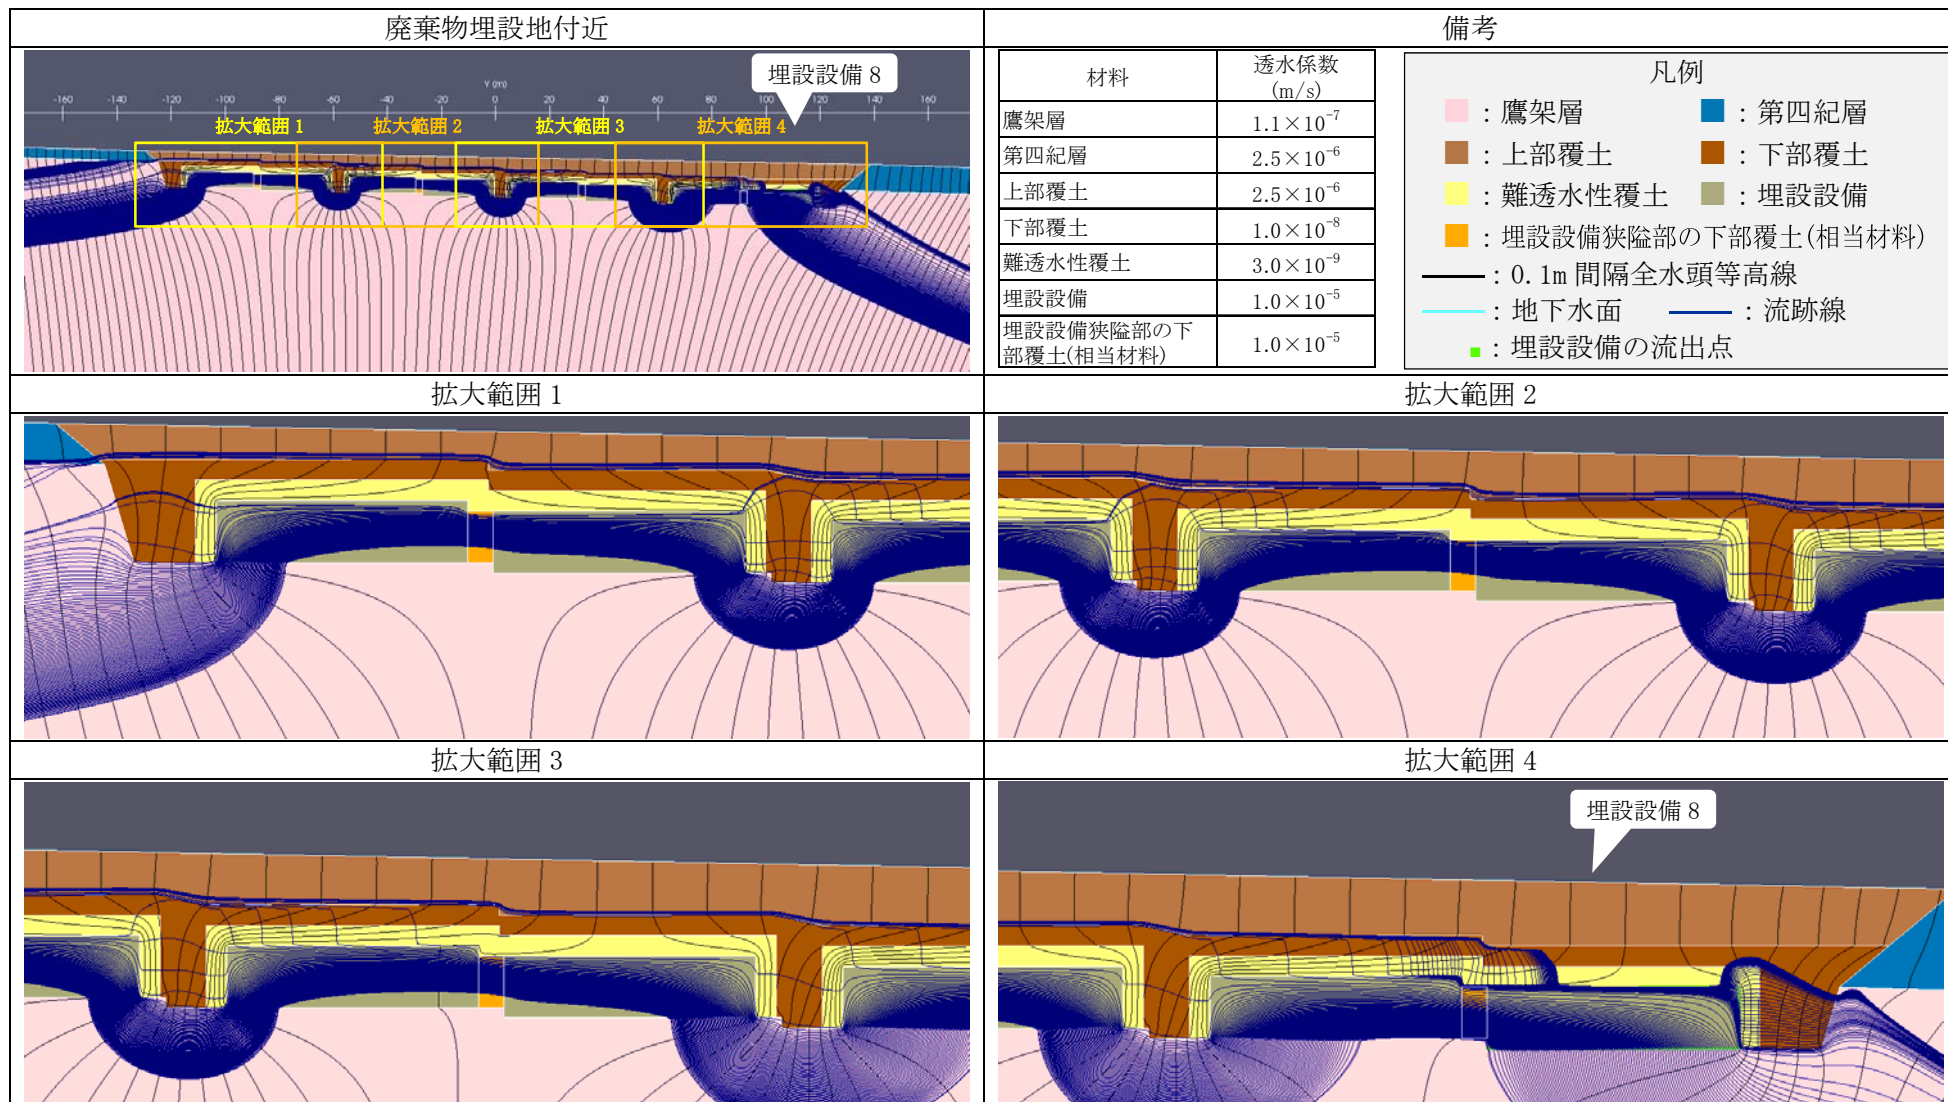 廃棄物埋設地付近
備考
埋設設備 8
Y (m)
-160 -140 -120 -100 -80 -60 -40 -20 0 20 40 60 80 100 120 140 160
拡大範囲 1
拡大範囲 2
拡大範囲 3
拡大範囲 4
材料 透水係数
(m/s)
鷹架層 1.1×10⁻⁷
第四紀層 2.5×10⁻⁶
上部覆土 2.5×10⁻⁶
下部覆土 1.0×10⁻⁸
難透水性覆土 3.0×10⁻⁹
埋設設備 1.0×10⁻⁵
埋設設備狭隘部の下
部覆土(相当材料) 1.0×10⁻⁵
凡例
：鷹架層 ：第四紀層
：上部覆土 ：下部覆土
：難透水性覆土 ：埋設設備
：埋設設備狭隘部の下部覆土(相当材料)
：0.1m 間隔全水頭等高線
：地下水面 ：流跡線
：埋設設備の流出点
拡大範囲 1
拡大範囲 2
拡大範囲 3
拡大範囲 4
埋設設備 8